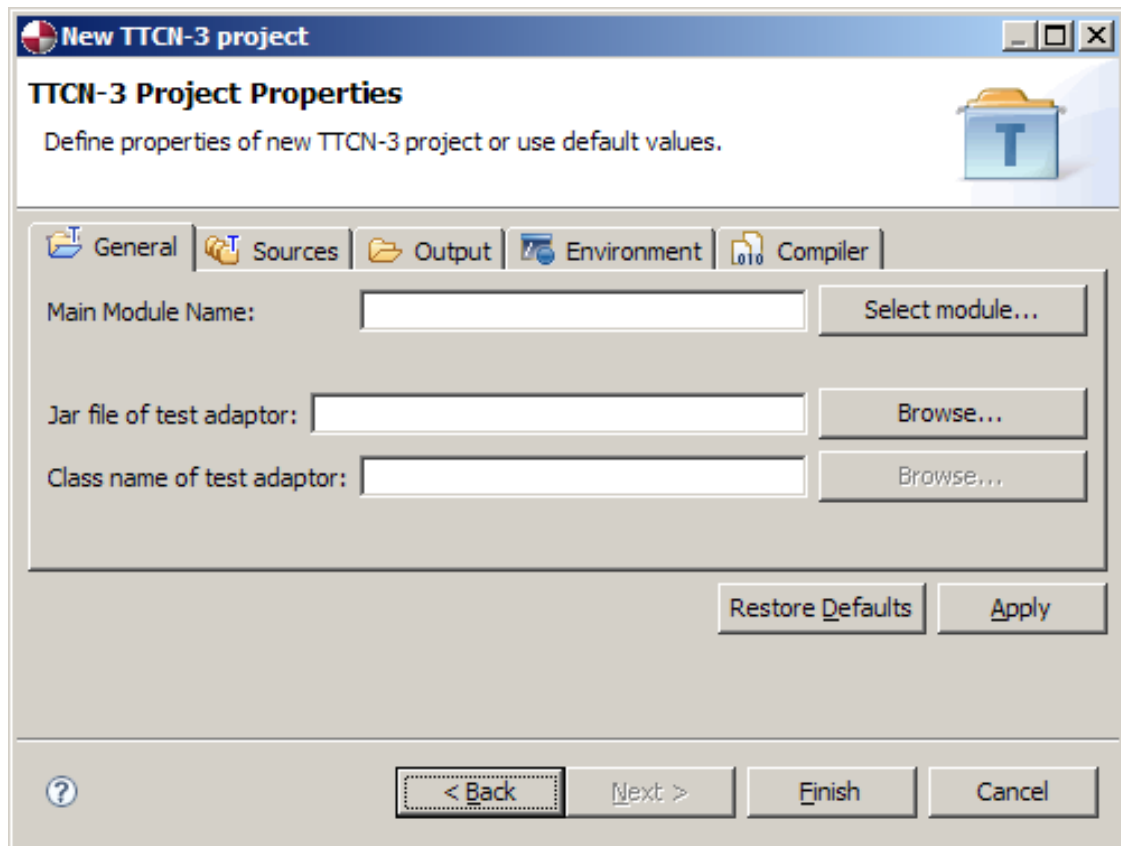 New TTCN-3 project
TTCN-3 Project Properties
Define properties of new TTCN-3 project or use default values.
T
General Sources Output Environment Compiler
Main Module Name: Select module...
Jar file of test adaptor: Browse...
Class name of test adaptor: Browse...
Restore Defaults Apply
? < Back Next > Finish Cancel